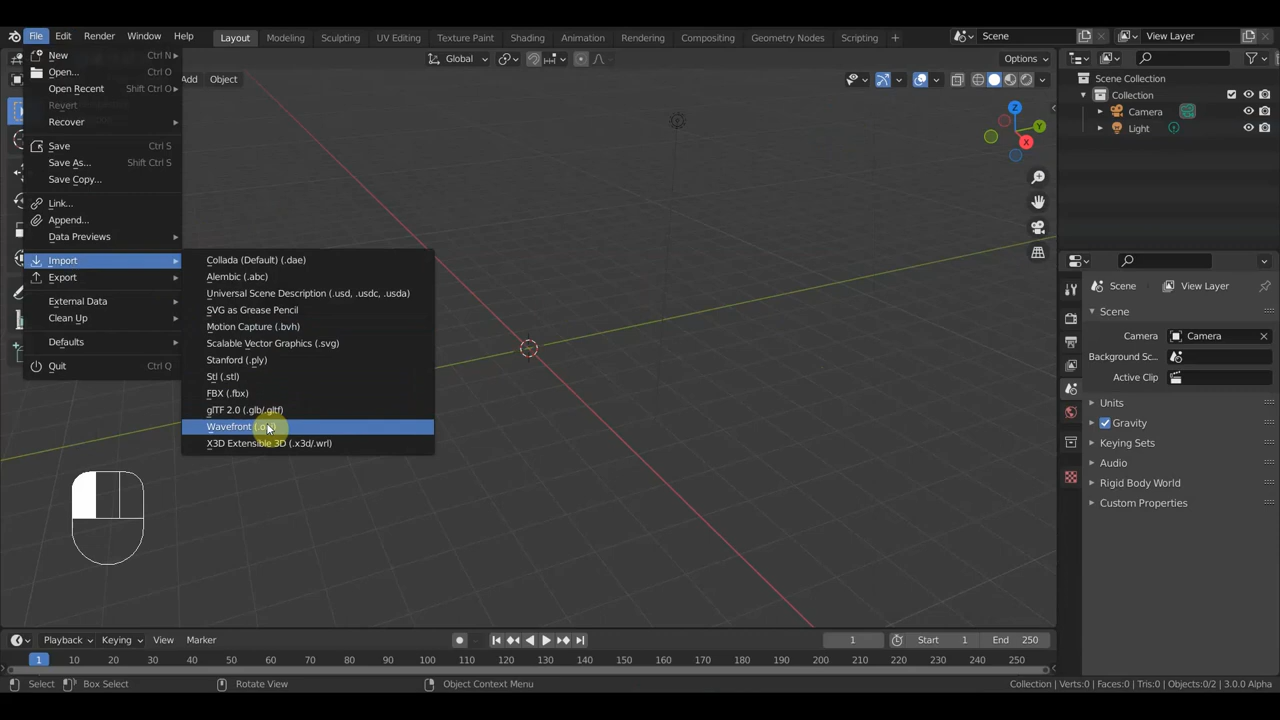 File Edit Render Window Help Layout Modeling Sculpting UV Editing Texture Paint Shading Animation Rendering Compositing Geometry Nodes Scripting + Scene View Layer
New Ctrl N
Open... Ctrl O
Open Recent Shift Ctrl O
Revert
Recover
Save Ctrl S
Save As... Shift Ctrl S
Save Copy...
Link...
Append...
Data Previews
Import
Export
External Data
Clean Up
Defaults
Quit Ctrl Q
Collada (Default) (.dae)
Alembic (.abc)
Universal Scene Description (.usd, .usdc, .usda)
SVG as Grease Pencil
Motion Capture (.bvh)
Scalable Vector Graphics (.svg)
Stanford (.ply)
Stl (.stl)
FBX (.fbx)
glTF 2.0 (.glb/.gltf)
Wavefront
X3D Extensible 3D (.x3d/.wrl)
Global Options
Add Object
Z
Y
X
Scene Collection
Collection
Camera
Light
Scene View Layer
Scene
Camera Camera
Background Sc...
Active Clip
Units
Gravity
Keying Sets
Audio
Rigid Body World
Custom Properties
Playback Keying View Marker 1 Start 1 End 250
1 10 20 30 40 50 60 70 80 90 100 110 120 130 140 150 160 170 180 190 200 210 220 230 240 250
Select Box Select Rotate View Object Context Menu Collection | Verts:0 | Faces:0 | Tris:0 | Objects:0/2 | 3.0.0 Alpha